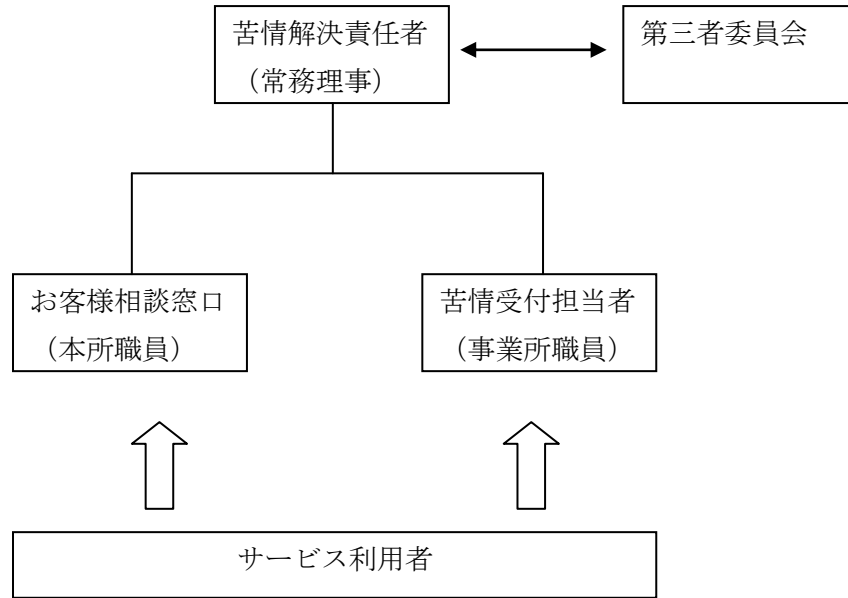 苦情解決責任者
（常務理事）
第三者委員会
お客様相談窓口
（本所職員）
苦情受付担当者
（事業所職員）
サービス利用者